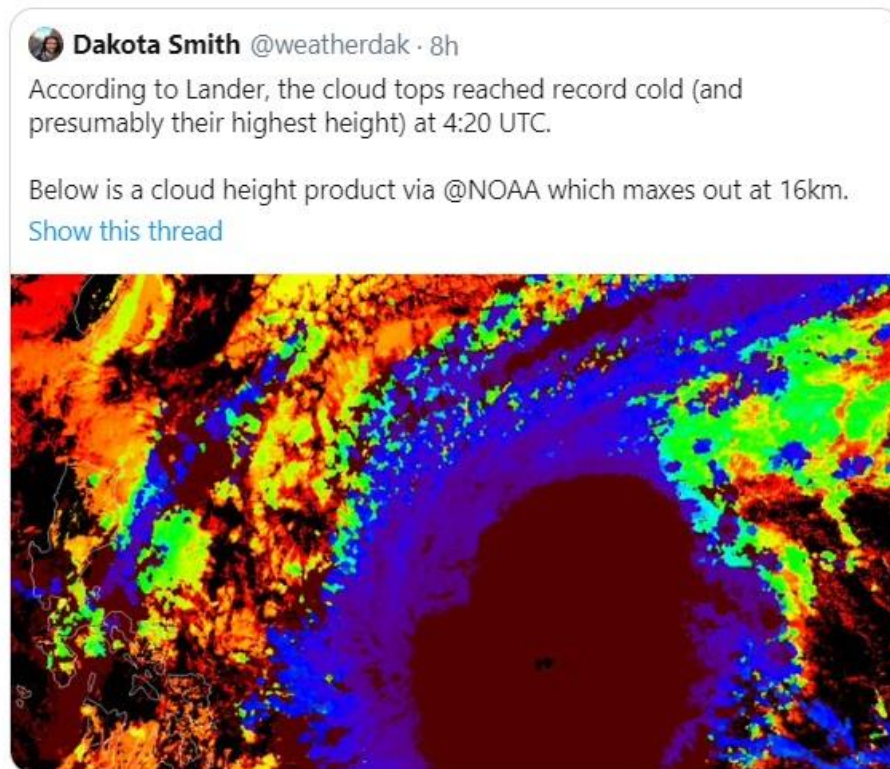 Dakota Smith @weatherdak · 8h
According to Lander, the cloud tops reached record cold (and
presumably their highest height) at 4:20 UTC.
Below is a cloud height product via @NOAA which maxes out at 16km.
Show this thread